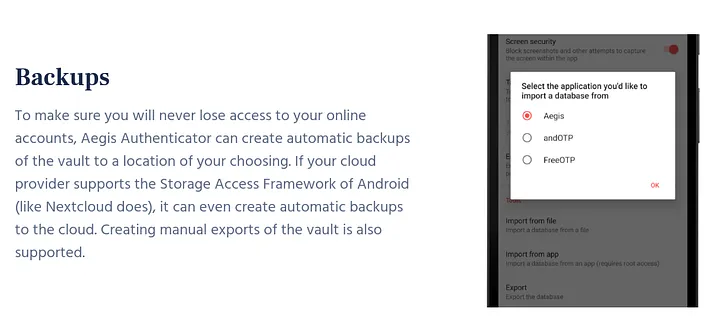 Backups
To make sure you will never lose access to your online
accounts, Aegis Authenticator can create automatic backups
of the vault to a location of your choosing. If your cloud
provider supports the Storage Access Framework of Android
(like Nextcloud does), it can even create automatic backups
to the cloud. Creating manual exports of the vault is also
supported.
Screen security
Block screenshots and other attempts to capture
the screen within the app
Select the application you'd like to
import a database from
Aegis
andOTP
FreeOTP
OK
Import from file
Import a database from a file
Import from app
Import a database from an app (requires root access)
Export
Export the database